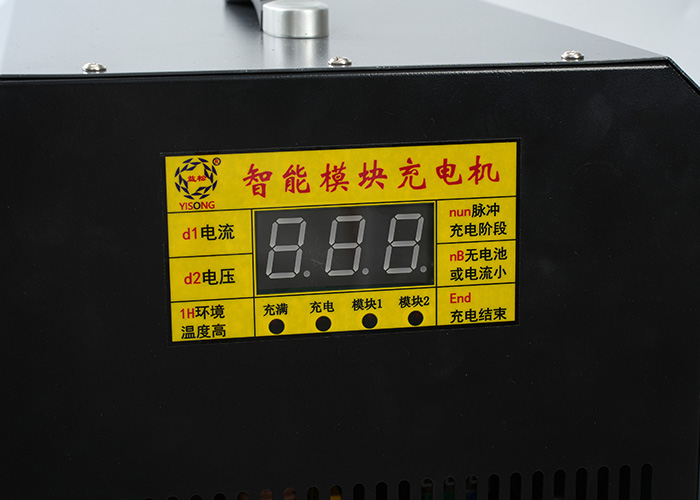 益松®
YISONG
智能模块充电机
d1电流
d2电压
1H环境
温度高
8.8.8.
nun脉冲
充电阶段
nB无电池
或电流小
End
充电结束
充满 充电 模块1 模块2